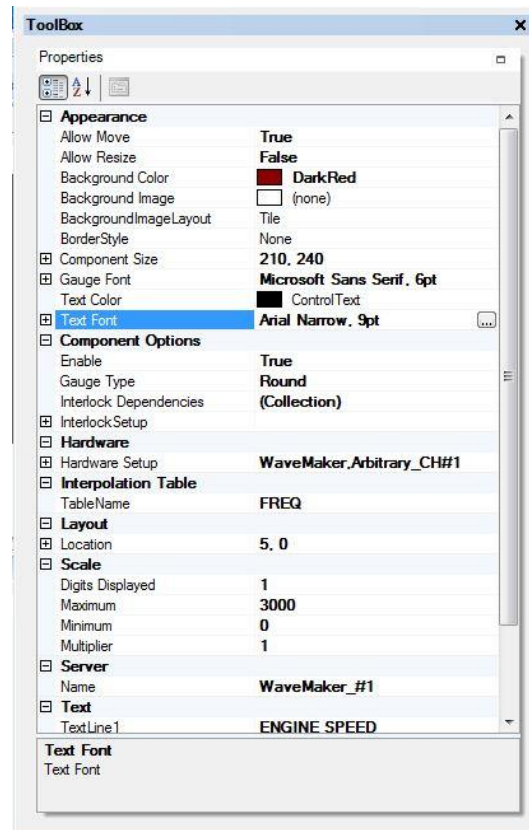 ToolBox
Properties
Appearance
Allow Move True
Allow Resize False
Background Color DarkRed
Background Image (none)
BackgroundImageLayout Tile
BorderStyle None
Component Size 210, 240
Gauge Font Microsoft Sans Serif, 6pt
Text Color ControlText
Text Font Arial Narrow, 9pt ...
Component Options
Enable True
Gauge Type Round
Interlock Dependencies (Collection)
InterlockSetup
Hardware
Hardware Setup WaveMaker,Arbitrary_CH#1
Interpolation Table
TableName FREQ
Layout
Location 5, 0
Scale
Digits Displayed 1
Maximum 3000
Minimum 0
Multiplier 1
Server
Name WaveMaker_#1
Text
TextLine1 ENGINE SPEED
Text Font
Text Font